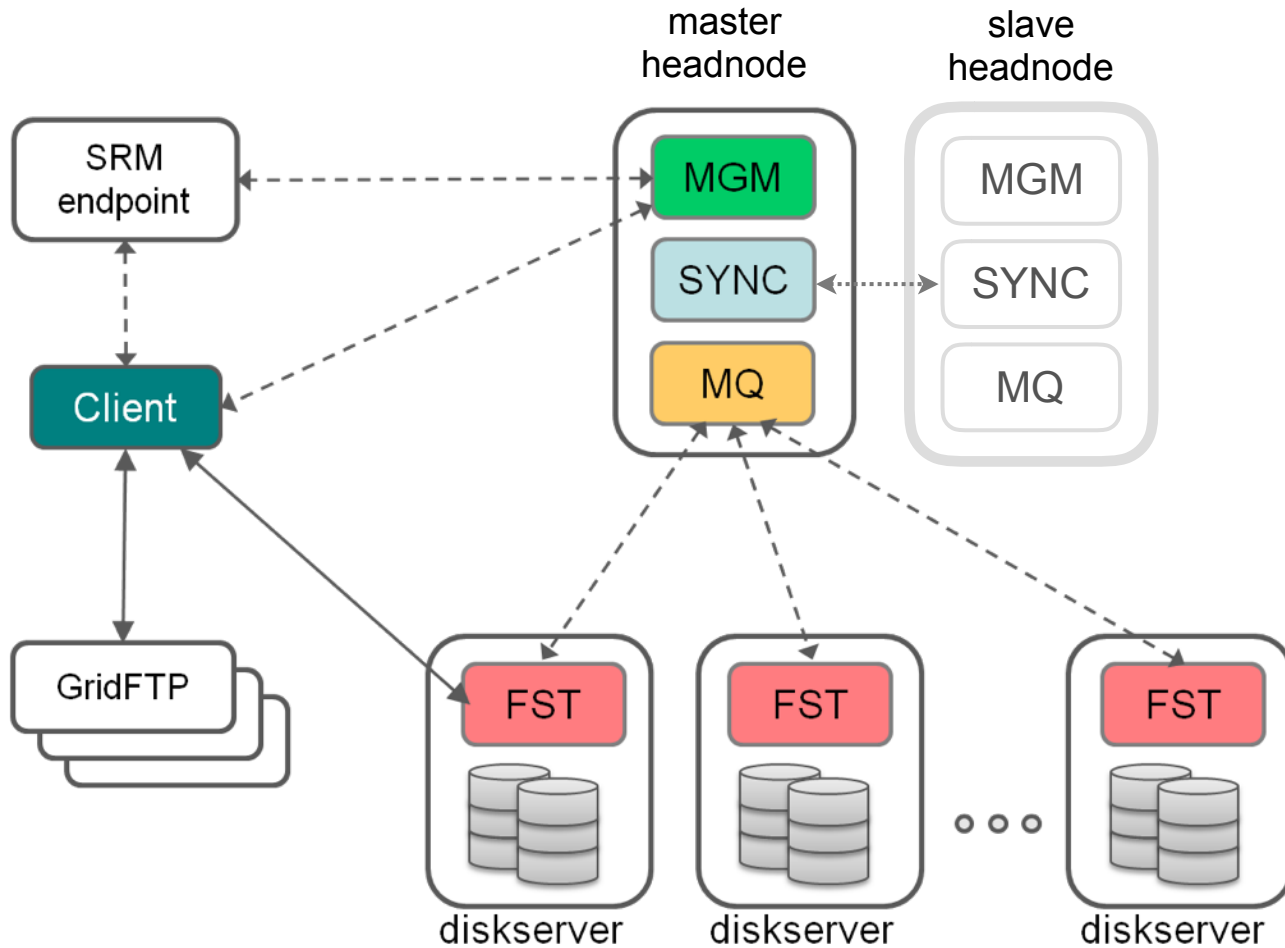 master
headnode
slave
headnode
SRM
endpoint
MGM
MGM
SYNC
SYNC
Client
MQ
MQ
GridFTP
FST
FST
FST
diskserver
diskserver
diskserver